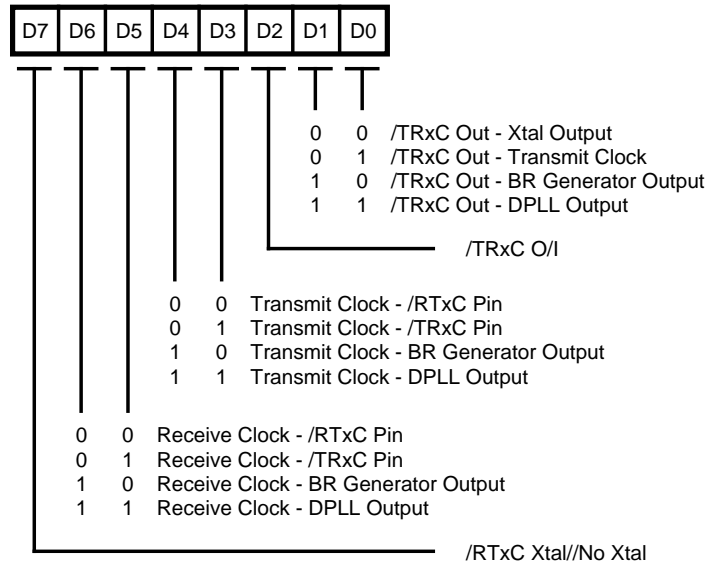 D7 D6 D5 D4 D3 D2 D1 D0
0 0 /TRxC Out - Xtal Output
0 1 /TRxC Out - Transmit Clock
1 0 /TRxC Out - BR Generator Output
1 1 /TRxC Out - DPLL Output
/TRxC O/I
0 0 Transmit Clock - /RTxC Pin
0 1 Transmit Clock - /TRxC Pin
1 0 Transmit Clock - BR Generator Output
1 1 Transmit Clock - DPLL Output
0 0 Receive Clock - /RTxC Pin
0 1 Receive Clock - /TRxC Pin
1 0 Receive Clock - BR Generator Output
1 1 Receive Clock - DPLL Output
/RTxC Xtal//No Xtal